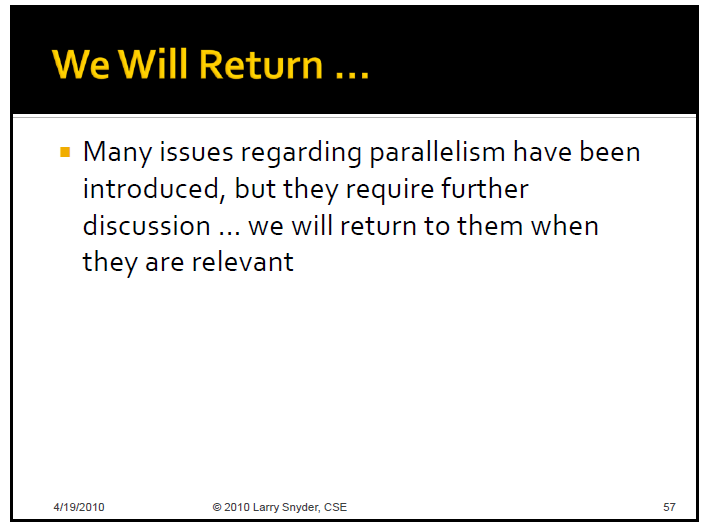 We Will Return ...
Many issues regarding parallelism have been
introduced, but they require further
discussion ... we will return to them when
they are relevant
4/19/2010 © 2010 Larry Snyder, CSE 57